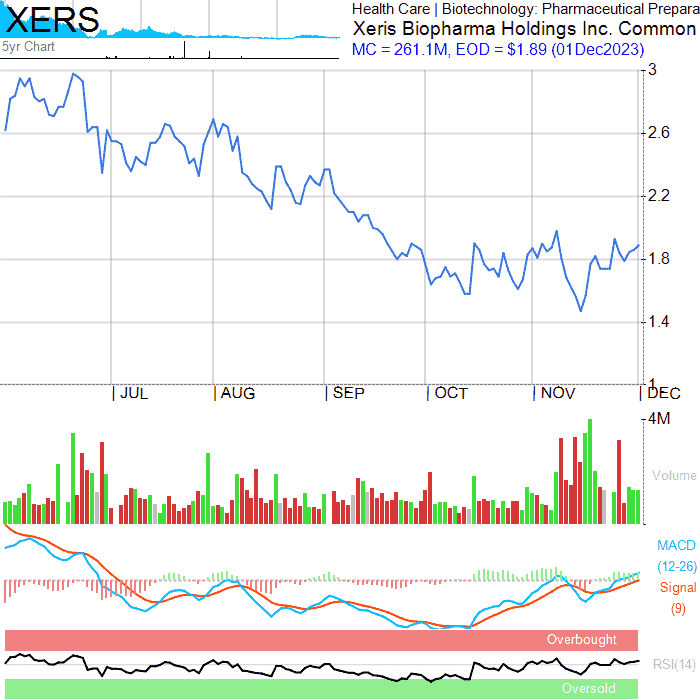 XERS
5yr Chart
Health Care | Biotechnology: Pharmaceutical Prepara
Xeris Biopharma Holdings Inc. Common
MC = 261.1M, EOD = $1.89 (01Dec2023)
3
2.6
2.2
1.8
1.4
1
JUL AUG SEP OCT NOV DEC
4M
Volume
MACD
(12-26)
Signal
(9)
Overbought
RSI(14)
Oversold